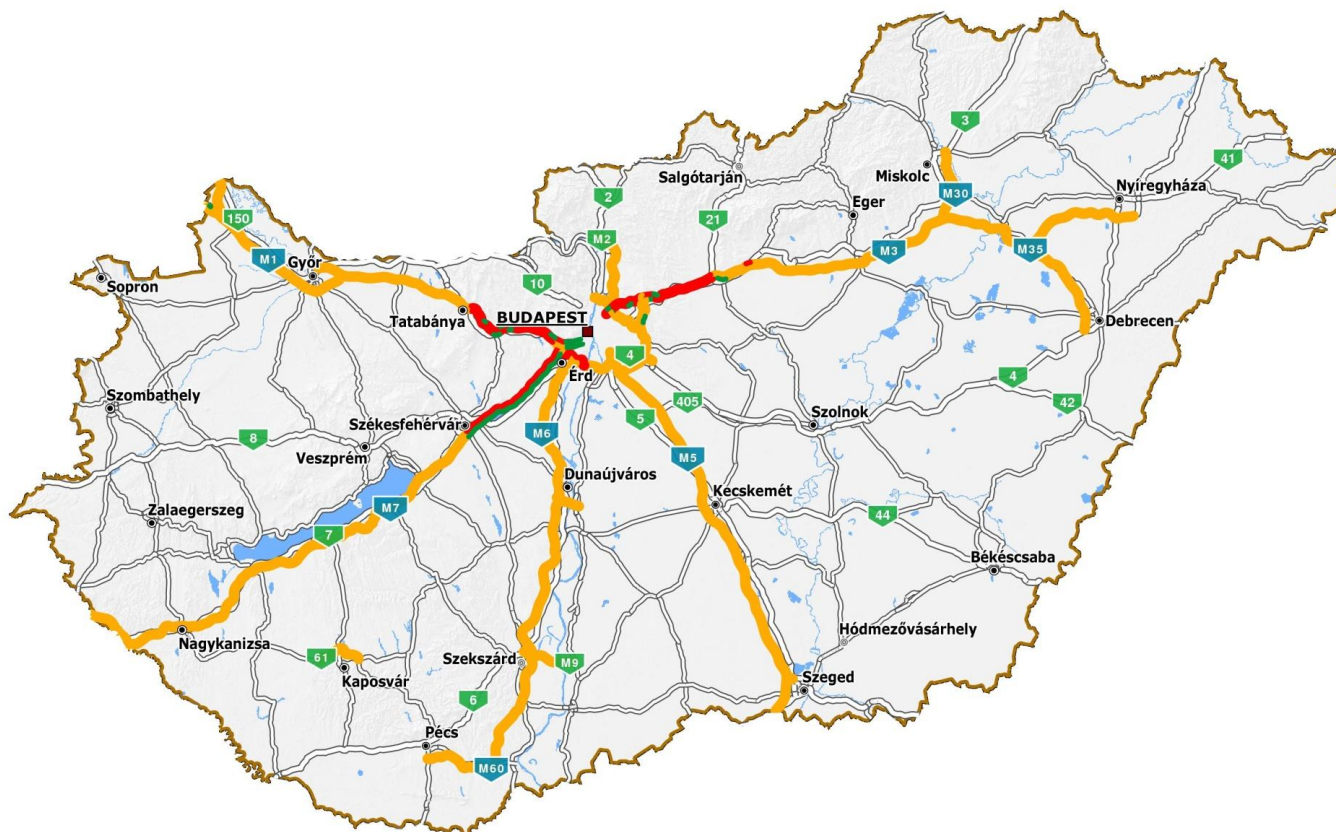 3
41
Salgótarján
Miskolc
2
Nyíregyháza
M30
Eger
150
21
M2
M3
M35
M1
Győr
Sopron
10
Tatabánya
BUDAPEST
Debrecen
4
Érd
4
Szombathely
405
42
Szolnok
5
Székesfehérvár
8
M6
Veszprém
M5
Dunaújváros
Kecskemét
M7
Zalaegerszeg
44
7
Békéscsaba
Hódmezővásárhely
Nagykanizsa
61
Szekszárd
M9
Kaposvár
Szeged
6
Pécs
M60